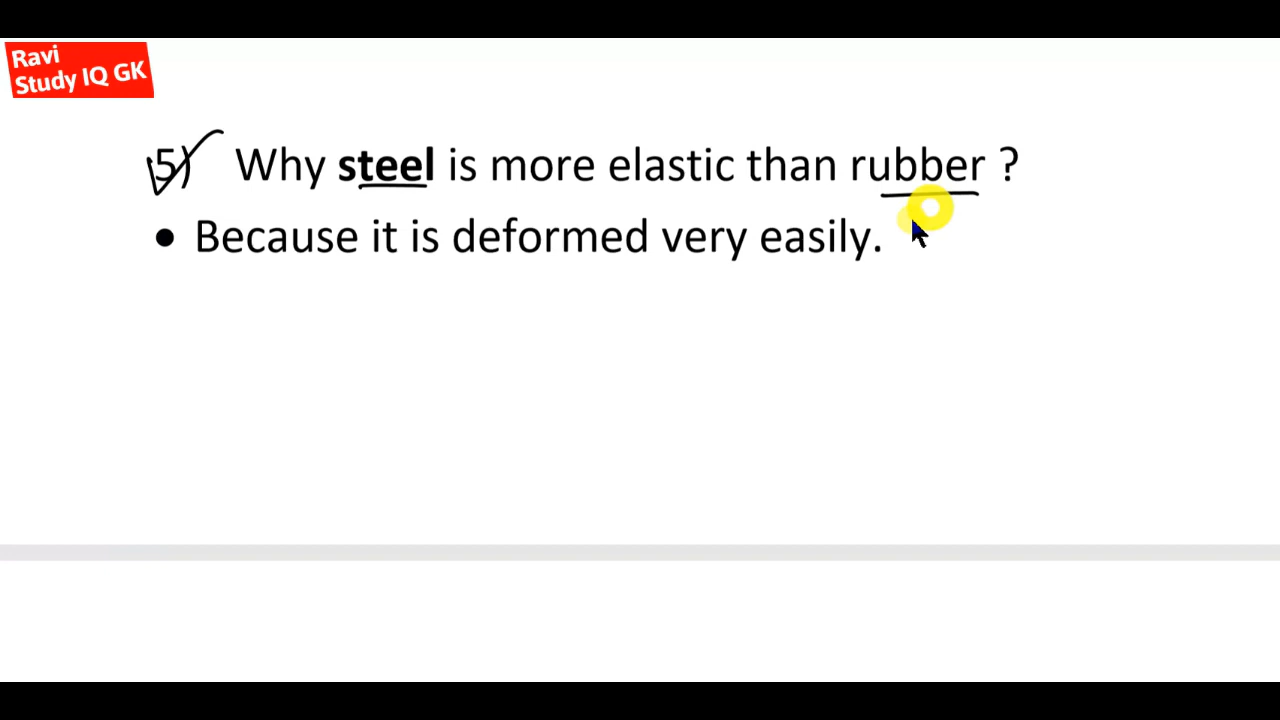 Ravi
Study IQ GK
5) Why steel is more elastic than rubber ?
• Because it is deformed very easily.